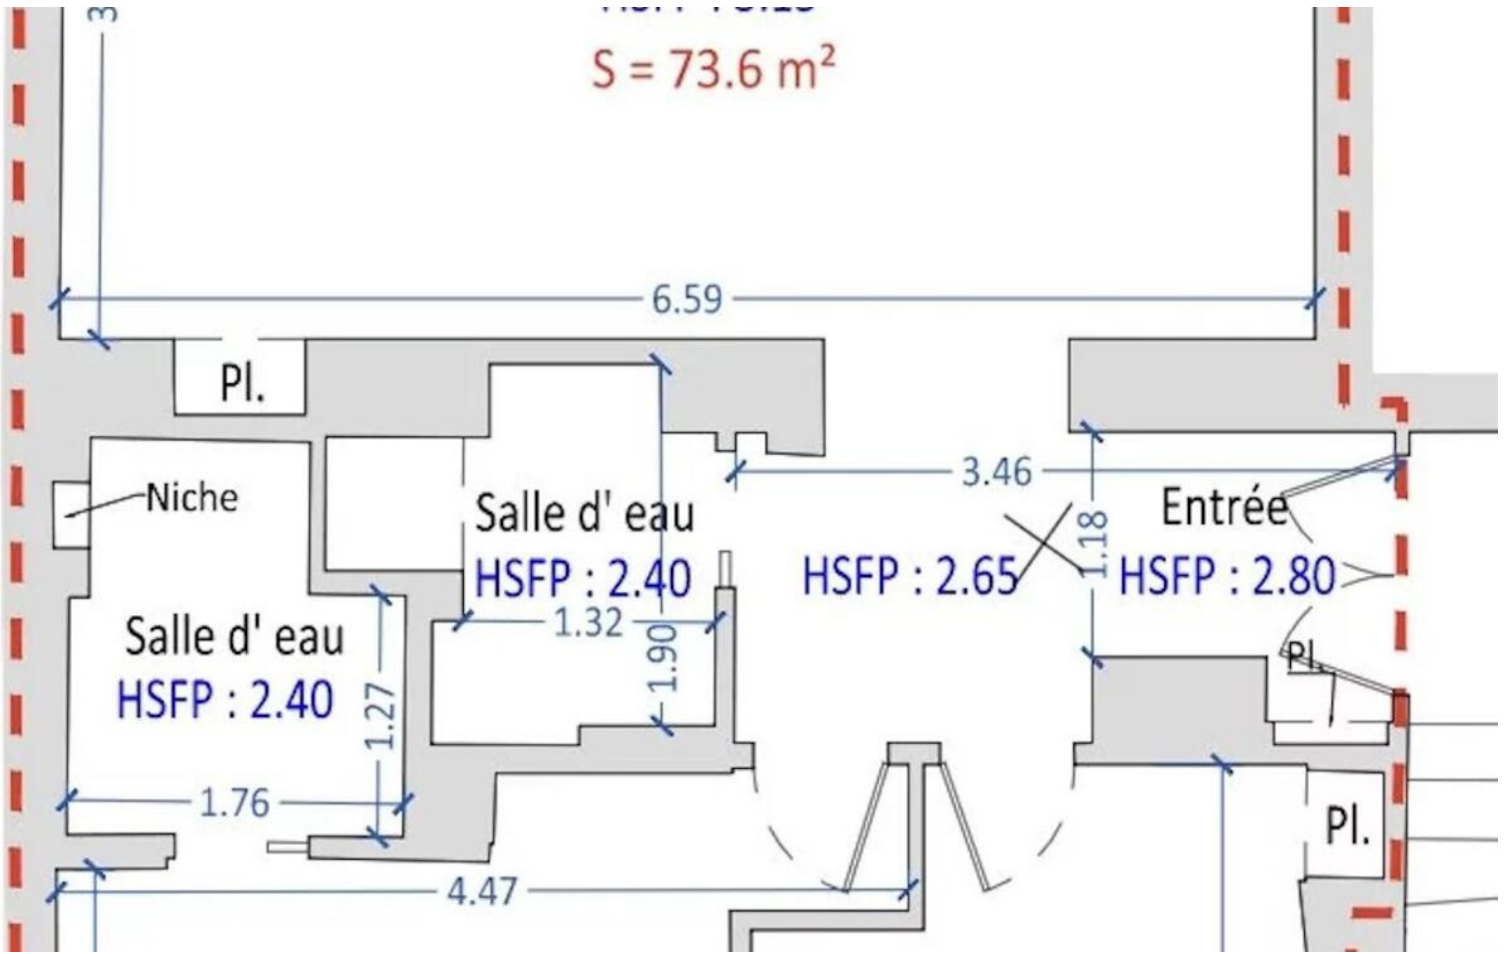 3
S = 73.6 m²
6.59
Pl.
Niche
3.46
Salle d' eau
HSFP : 2.40
1.32
1.90
HSFP : 2.65
1.18
Entrée
HSFP : 2.80
Pl.
Salle d' eau
HSFP : 2.40
1.27
1.76
Pl.
4.47